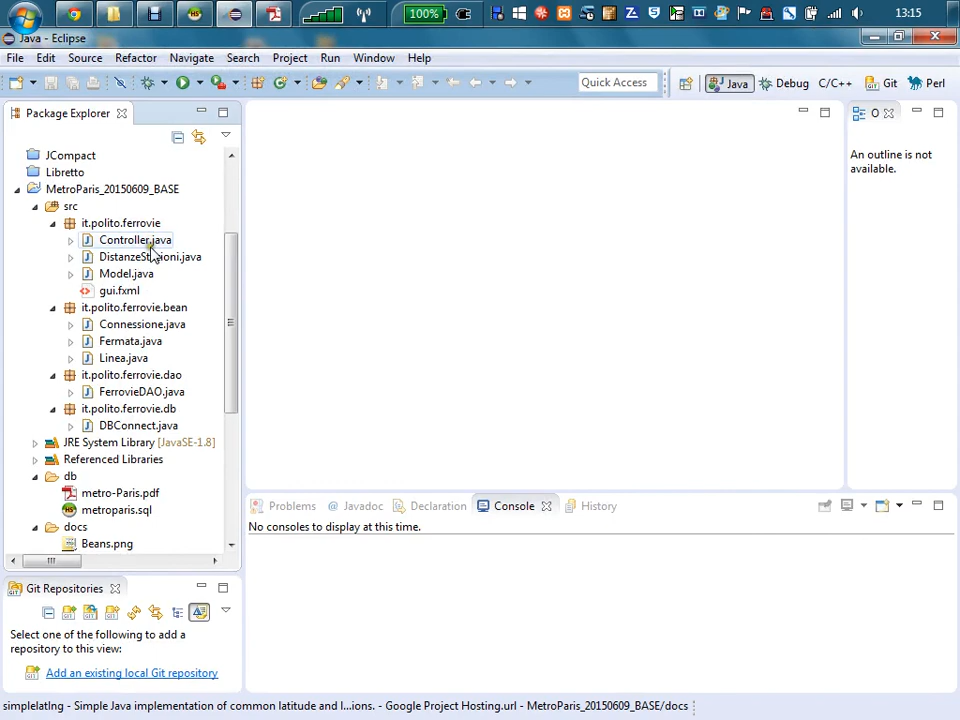 100%
13:15
Java - Eclipse
File Edit Source Refactor Navigate Search Project Run Window Help
Quick Access
Java Debug C/C++ Git Perl
Package Explorer
JCompact
Libretto
MetroParis_20150609_BASE
src
it.polito.ferrovie
Controller.java
DistanzeStazioni.java
Model.java
gui.fxml
it.polito.ferrovie.bean
Connessione.java
Fermata.java
Linea.java
it.polito.ferrovie.dao
FerrovieDAO.java
it.polito.ferrovie.db
DBConnect.java
JRE System Library [JavaSE-1.8]
Referenced Libraries
db
metro-Paris.pdf
metroparis.sql
docs
Beans.png
O
An outline is not
available.
Problems Javadoc Declaration Console History
No consoles to display at this time.
Git Repositories
Select one of the following to add a
repository to this view:
Add an existing local Git repository
simplelatlng - Simple Java implementation of common latitude and l...ions. - Google Project Hosting.url - MetroParis_20150609_BASE/docs